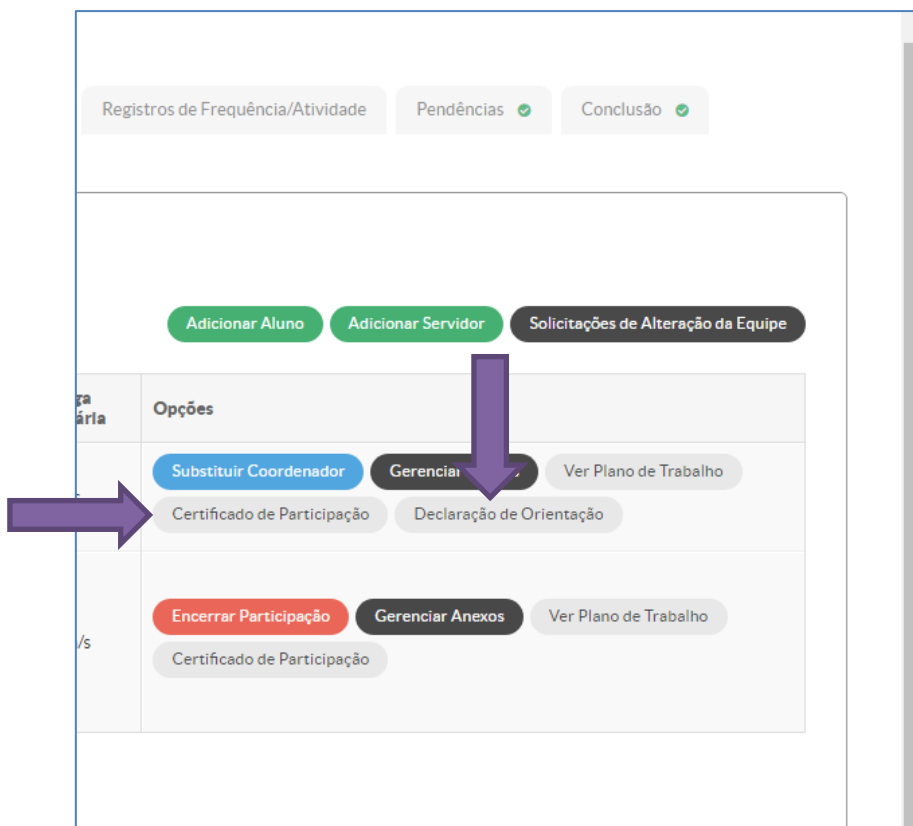 Registros de Frequência/Atividade Pendências Conclusão
Adicionar Aluno Adicionar Servidor Solicitações de Alteração da Equipe
Opções
Substituir Coordenador Gerenciar Ver Plano de Trabalho
Certificado de Participação Declaração de Orientação
Encerrar Participação Gerenciar Anexos Ver Plano de Trabalho
/s
Certificado de Participação